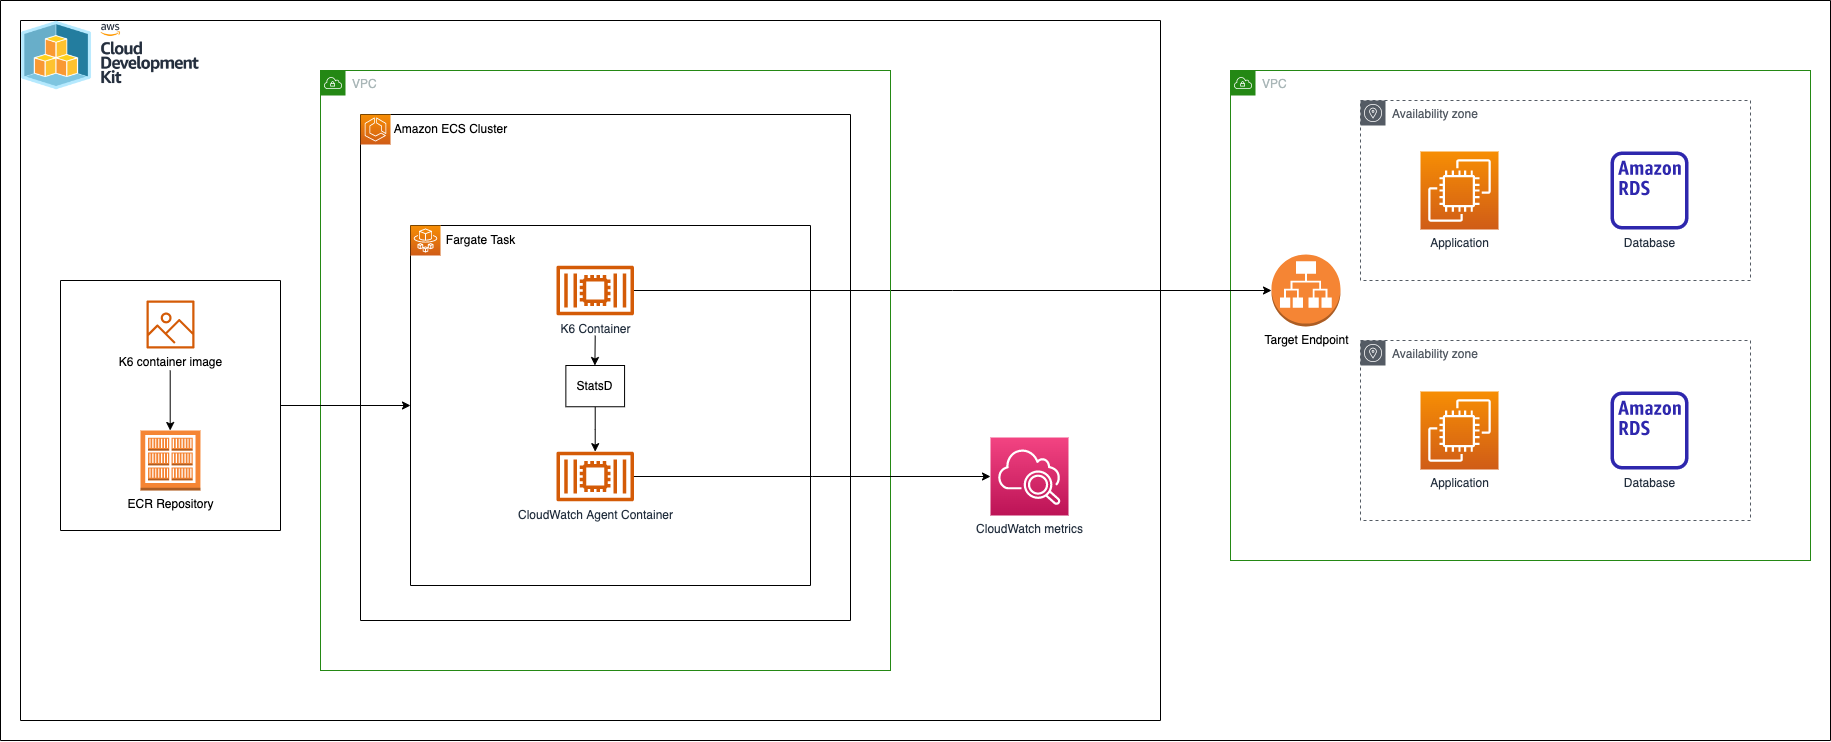 aws
Cloud
Development
Kit
VPC
Amazon ECS Cluster
Fargate Task
K6 Container
StatsD
CloudWatch Agent Container
K6 container image
ECR Repository
CloudWatch metrics
VPC
Availability zone
Amazon
RDS
Application
Database
Target Endpoint
Availability zone
Amazon
RDS
Application
Database